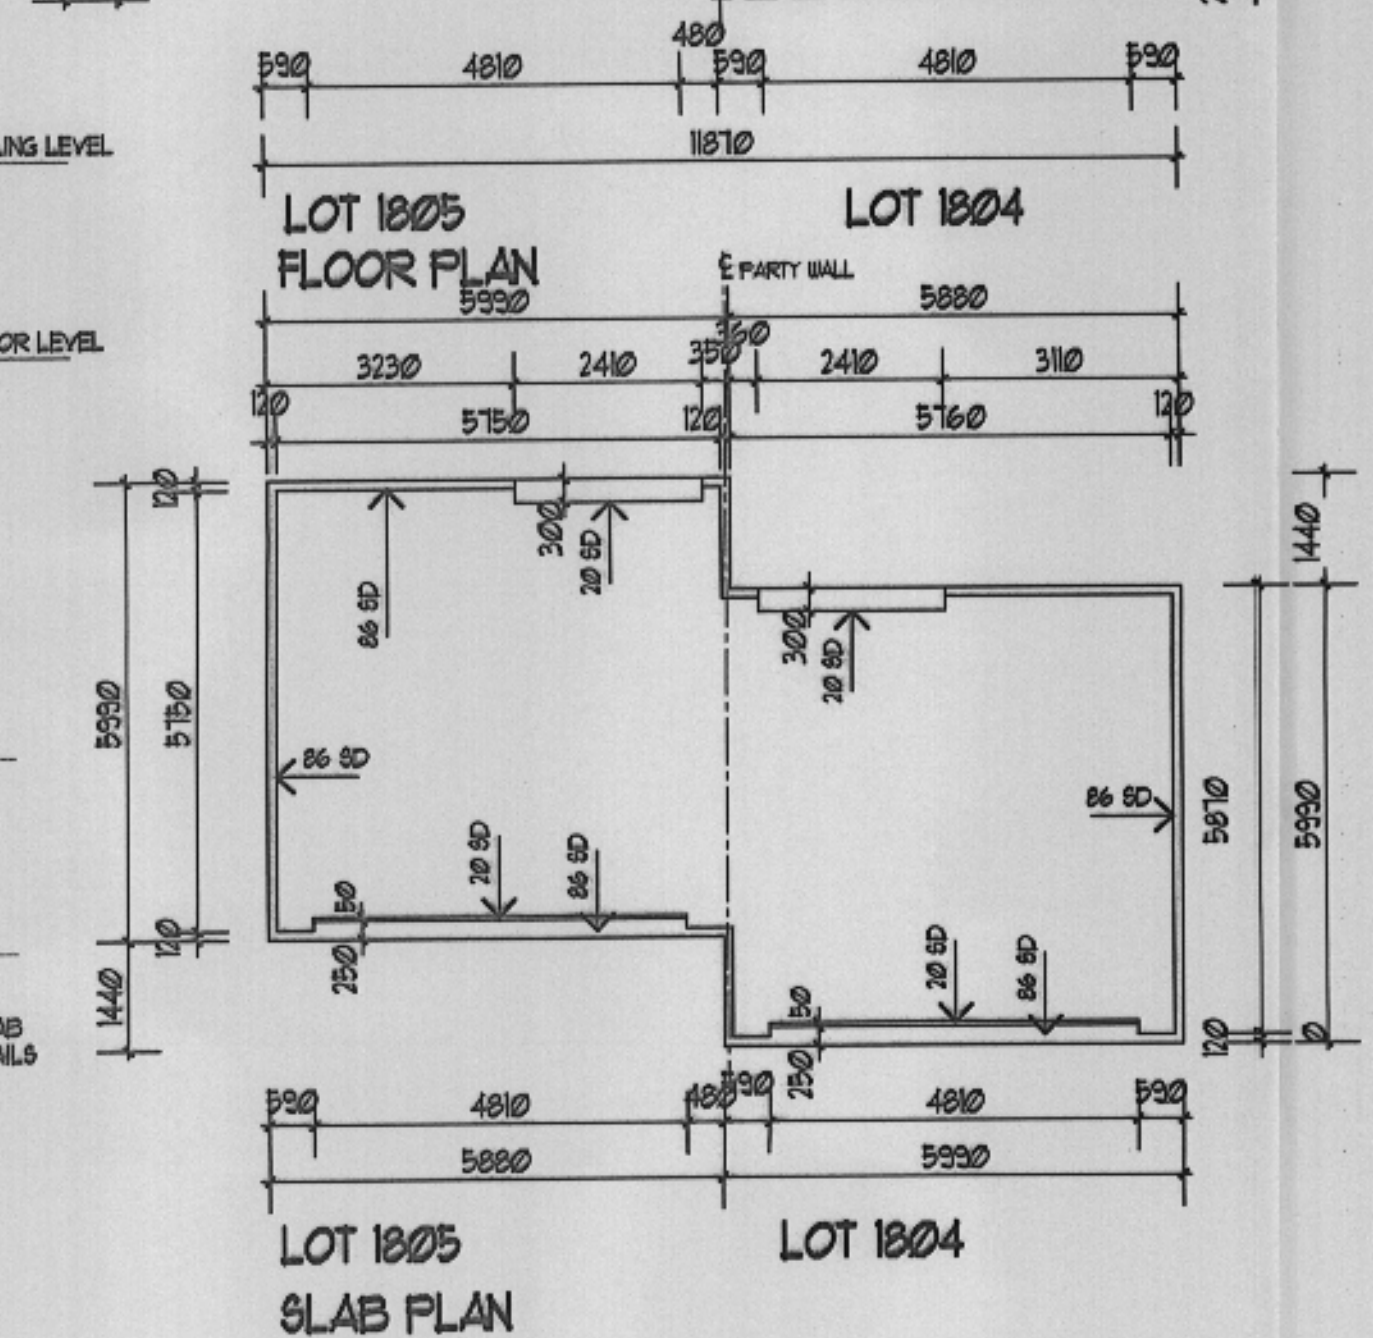 480
590 4810 590 4810 590
LING LEVEL
11870
LOT 1805 LOT 1804
FLOOR PLAN
℄ PARTY WALL
5990 5880
OR LEVEL
360
3230 2410 350 2410 3110
120 120
5750 120 5760
120
1440
300
20 SD
86 SD
300
20 SD
5990 5750
86 SD
86 SD
5870 5990
20 SD 86 SD
50
120
250
20 SD 86 SD
1440
50
AB
AILS
120 0
250
590 4810 480 590 4810 590
5880 5990
LOT 1805 LOT 1804
SLAB PLAN